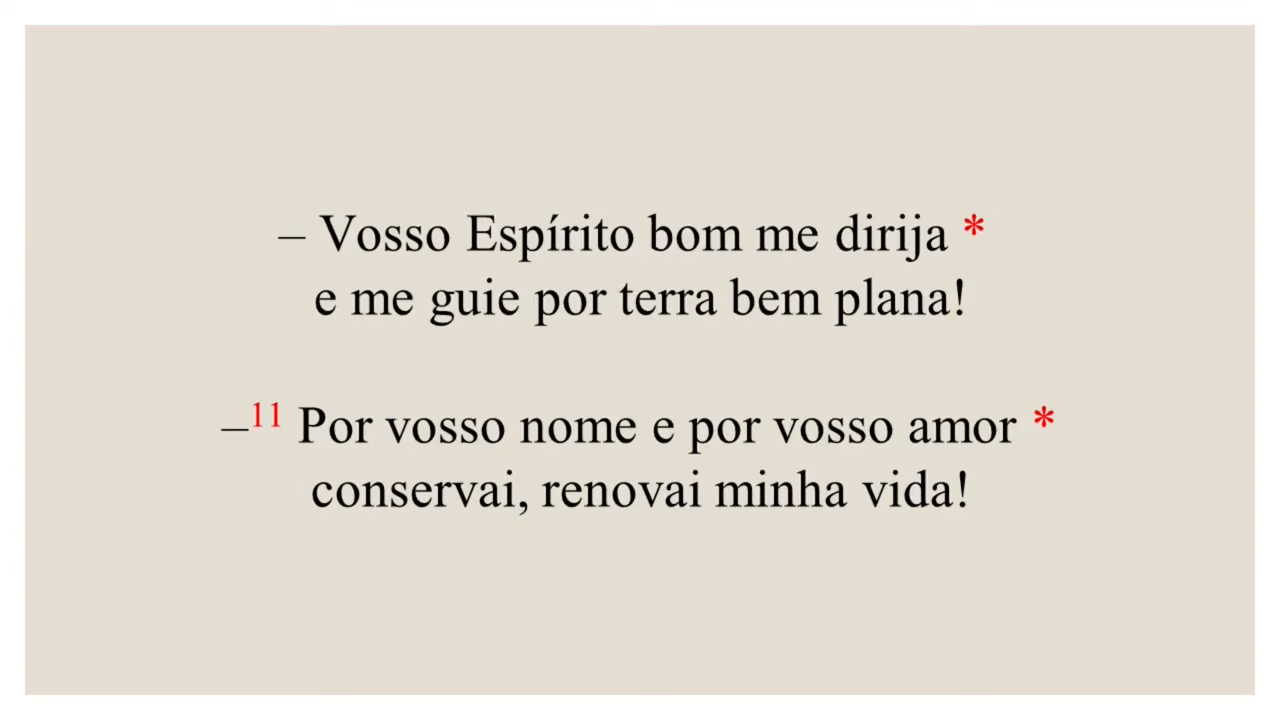 – Vosso Espírito bom me dirija *
e me guie por terra bem plana!
–11 Por vosso nome e por vosso amor *
conservai, renovai minha vida!